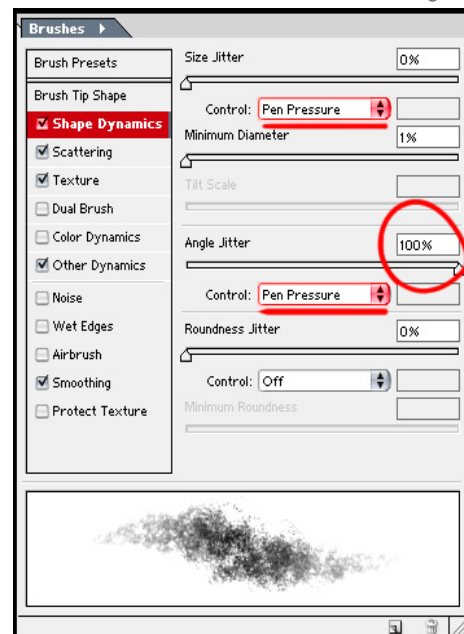 Brushes
Brush Presets
Brush Tip Shape
Shape Dynamics
Scattering
Texture
Dual Brush
Color Dynamics
Other Dynamics
Noise
Wet Edges
Airbrush
Smoothing
Protect Texture
Size Jitter 0%
Control: Pen Pressure
Minimum Diameter 1%
Tilt Scale
Angle Jitter 100%
Control: Pen Pressure
Roundness Jitter 0%
Control: Off
Minimum Roundness